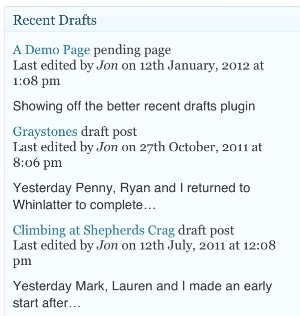 Recent Drafts
A Demo Page pending page
Last edited by Jon on 12th January, 2012 at
1:08 pm
Showing off the better recent drafts plugin
Graystones draft post
Last edited by Jon on 27th October, 2011 at
8:06 pm
Yesterday Penny, Ryan and I returned to
Whinlatter to complete…
Climbing at Shepherds Crag draft post
Last edited by Jon on 12th July, 2011 at 12:08
pm
Yesterday Mark, Lauren and I made an early
start after…